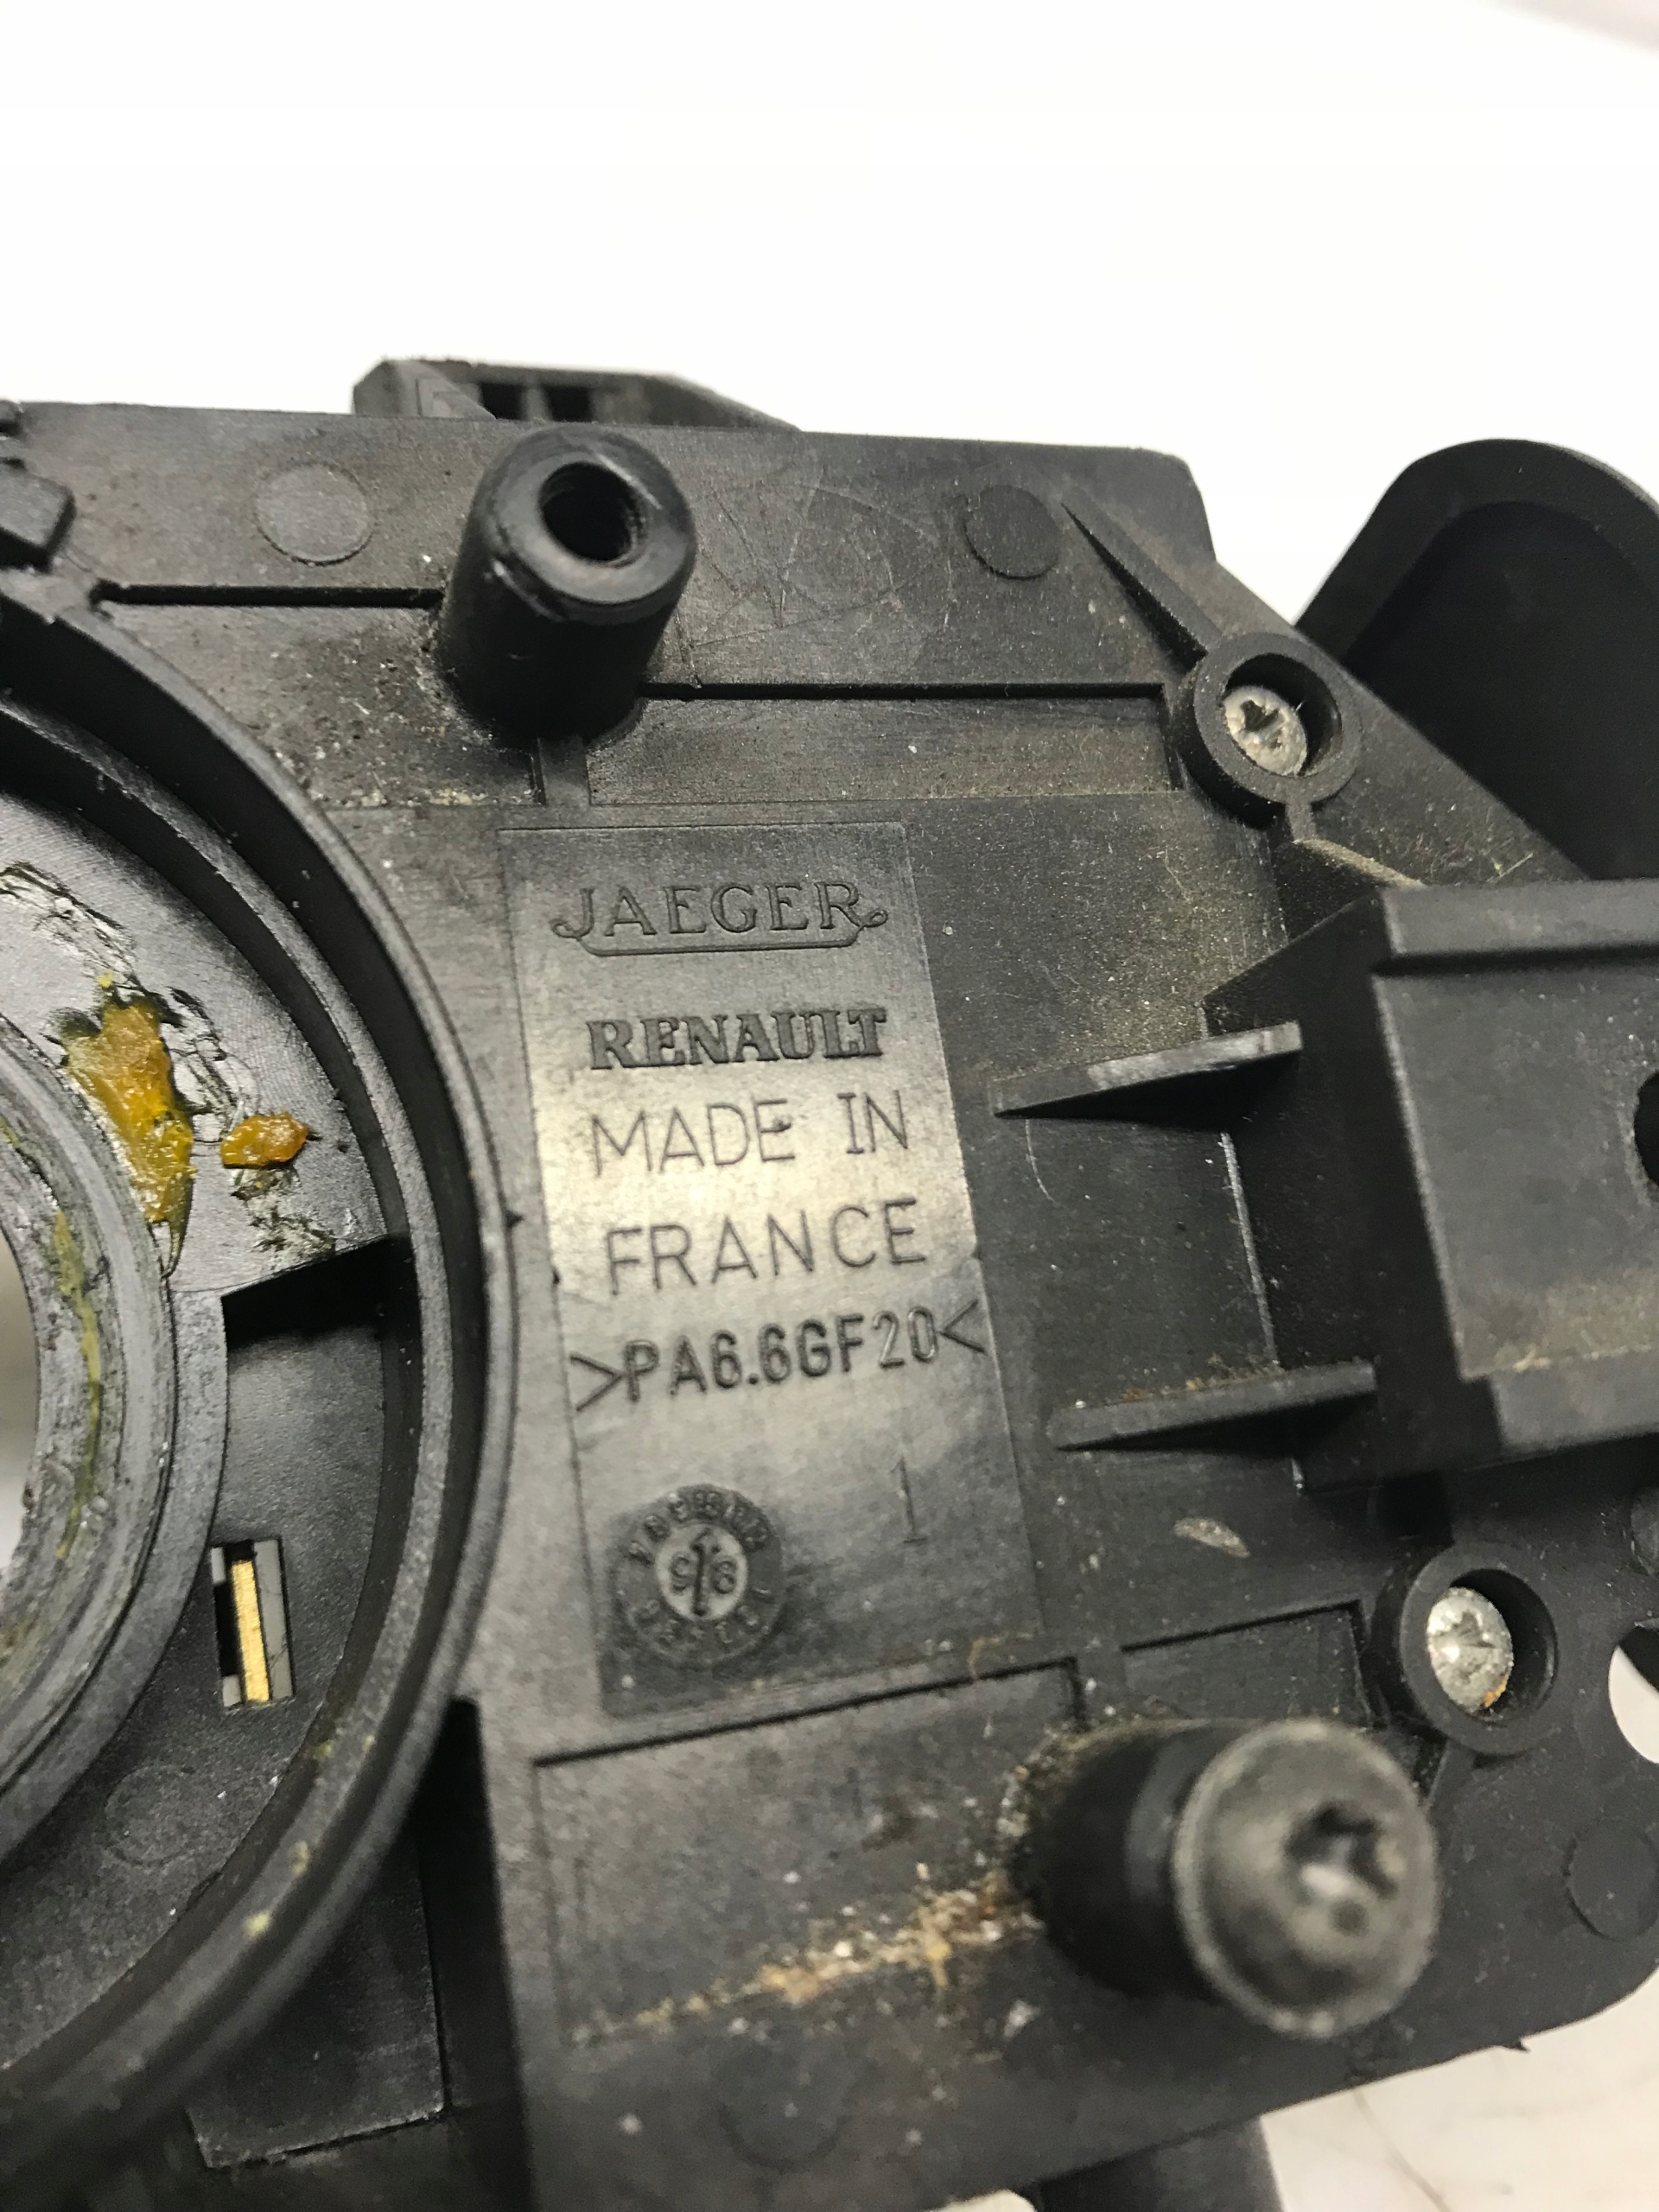 JAEGER
RENAULT
MADE IN
FRANCE
>PA6.6GF20<
1